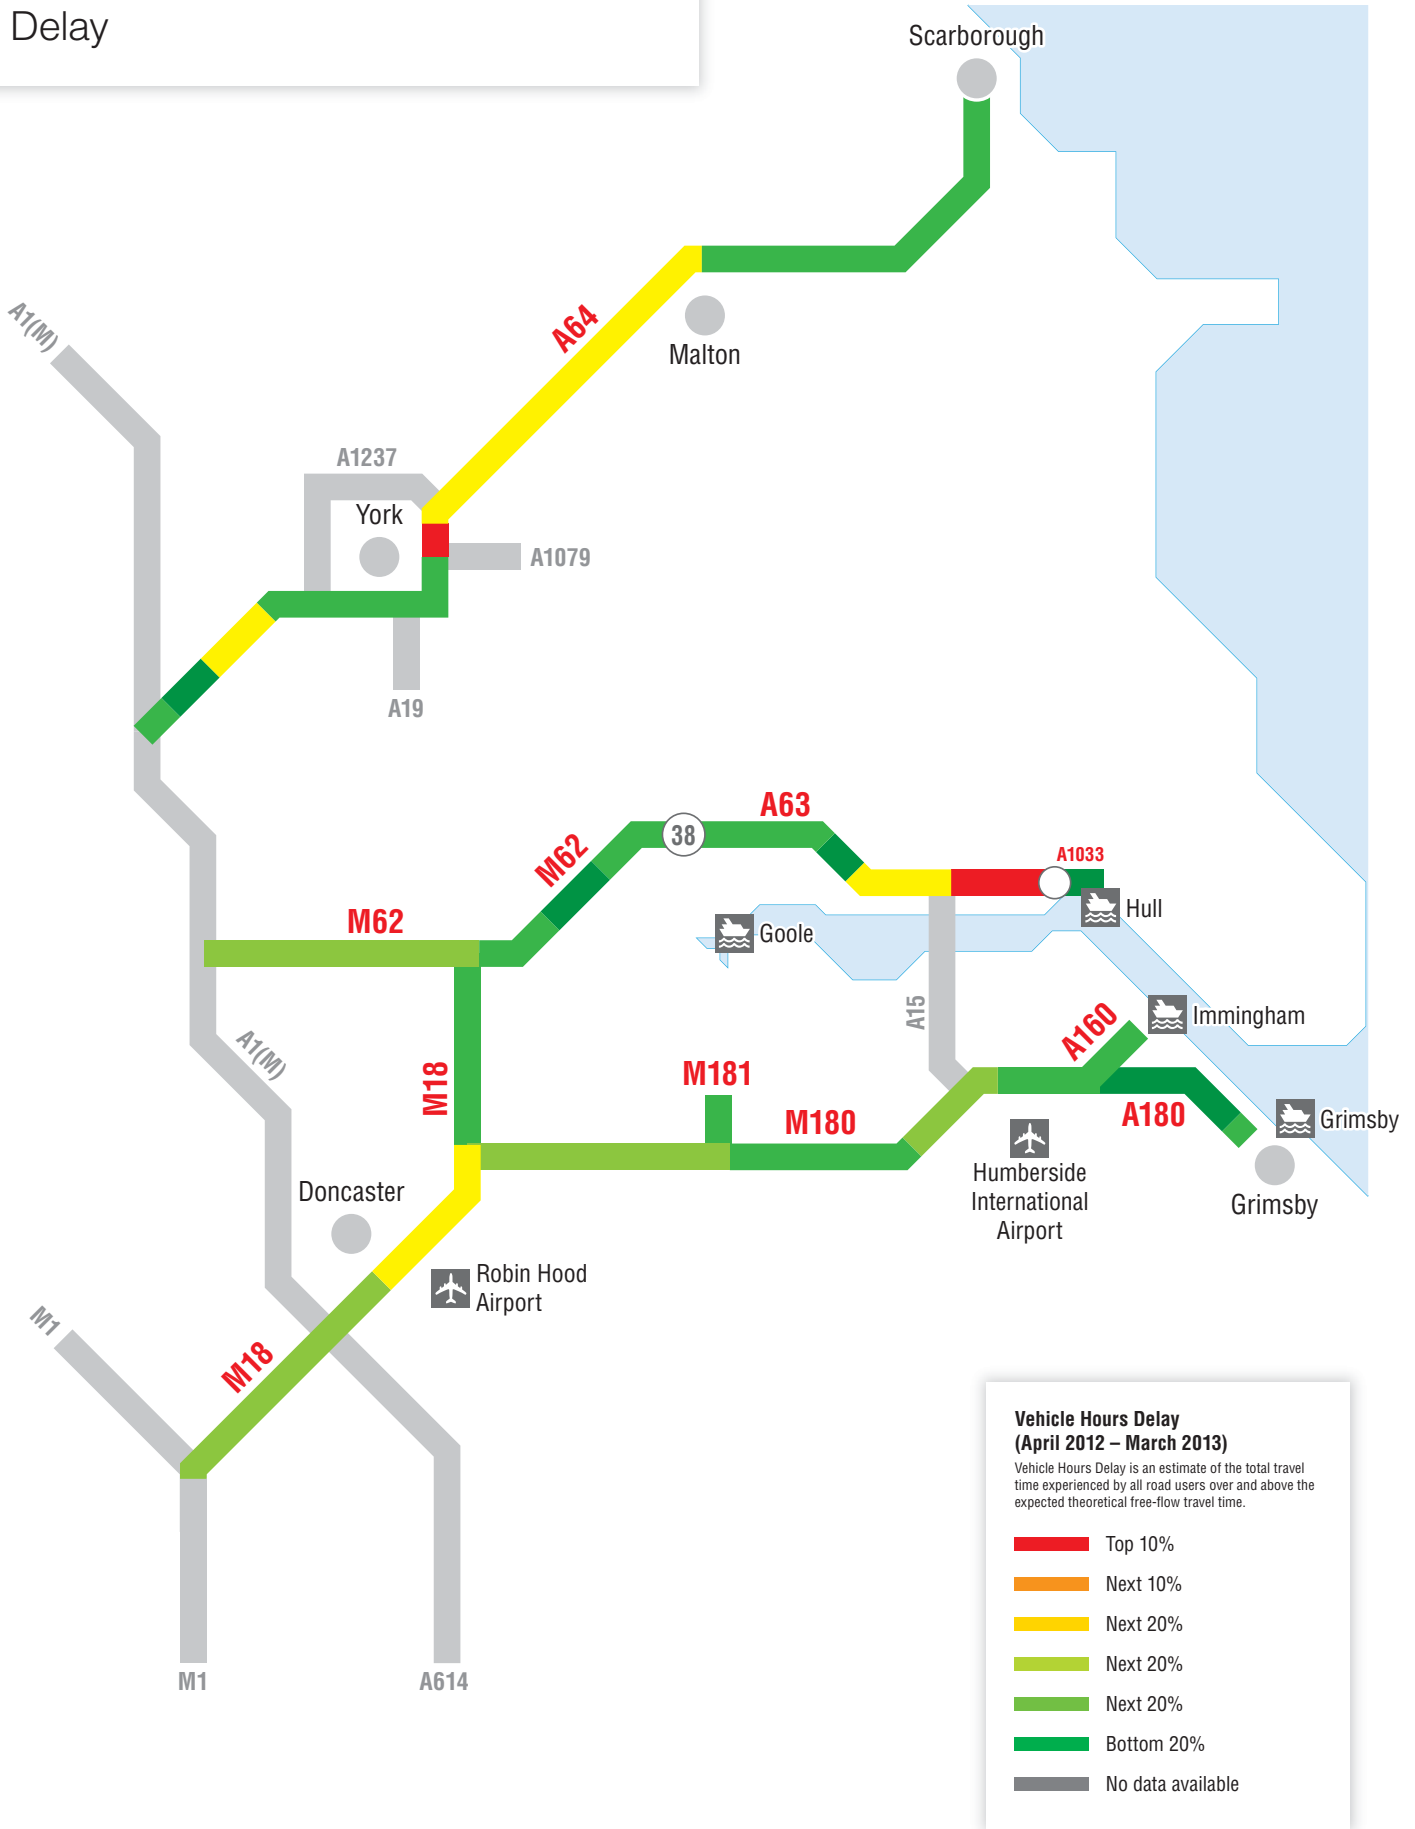 Delay
Scarborough
A1(M)
A64
Malton
A1237
York
A1079
A19
A63
38
M62
A1033
M62
Hull
Goole
A15
Immingham
A1(M)
A160
M18
M181
M180
A180
Grimsby
Humberside
International
Airport
Doncaster
Grimsby
Robin Hood
Airport
M1
M18
M1
A614
Vehicle Hours Delay
(April 2012 – March 2013)
Vehicle Hours Delay is an estimate of the total travel
time experienced by all road users over and above the
expected theoretical free-flow travel time.
Top 10%
Next 10%
Next 20%
Next 20%
Next 20%
Bottom 20%
No data available